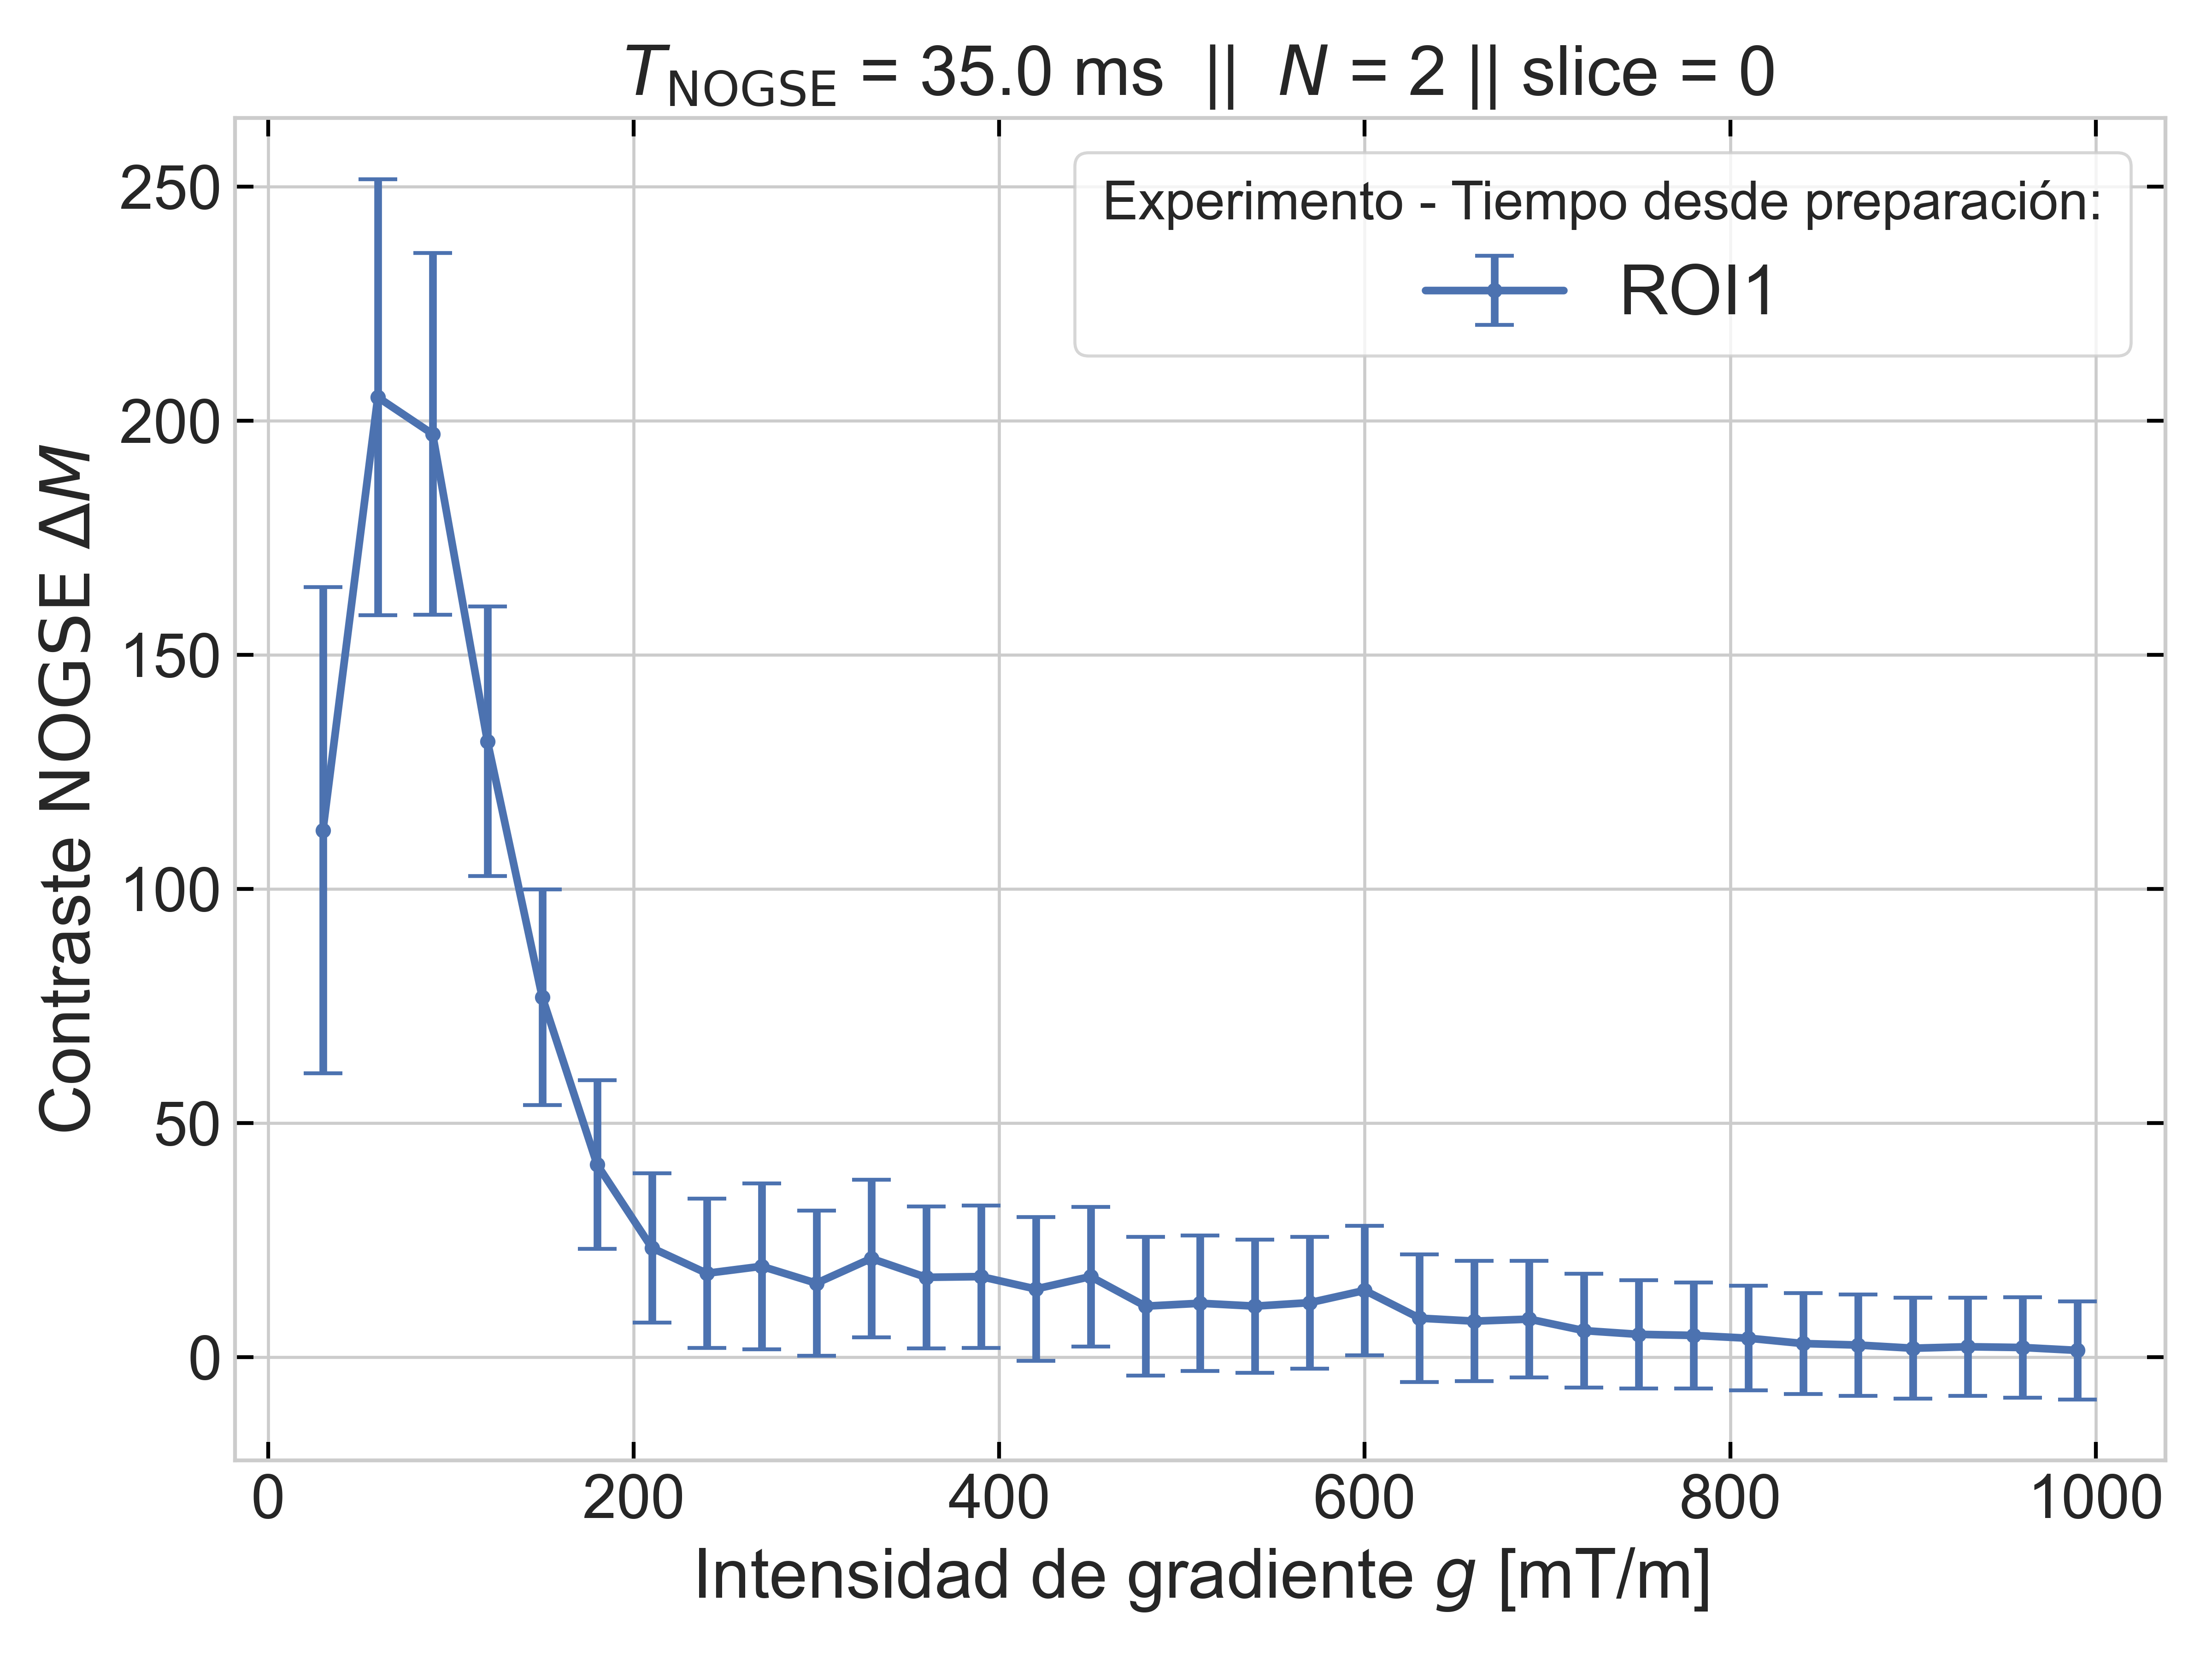 T_NOGSE = 35.0 ms || N = 2 || slice = 0
Contraste NOGSE ΔM
250
200
150
100
50
0
Experimento - Tiempo desde preparación:
ROI1
0 200 400 600 800 1000
Intensidad de gradiente g [mT/m]